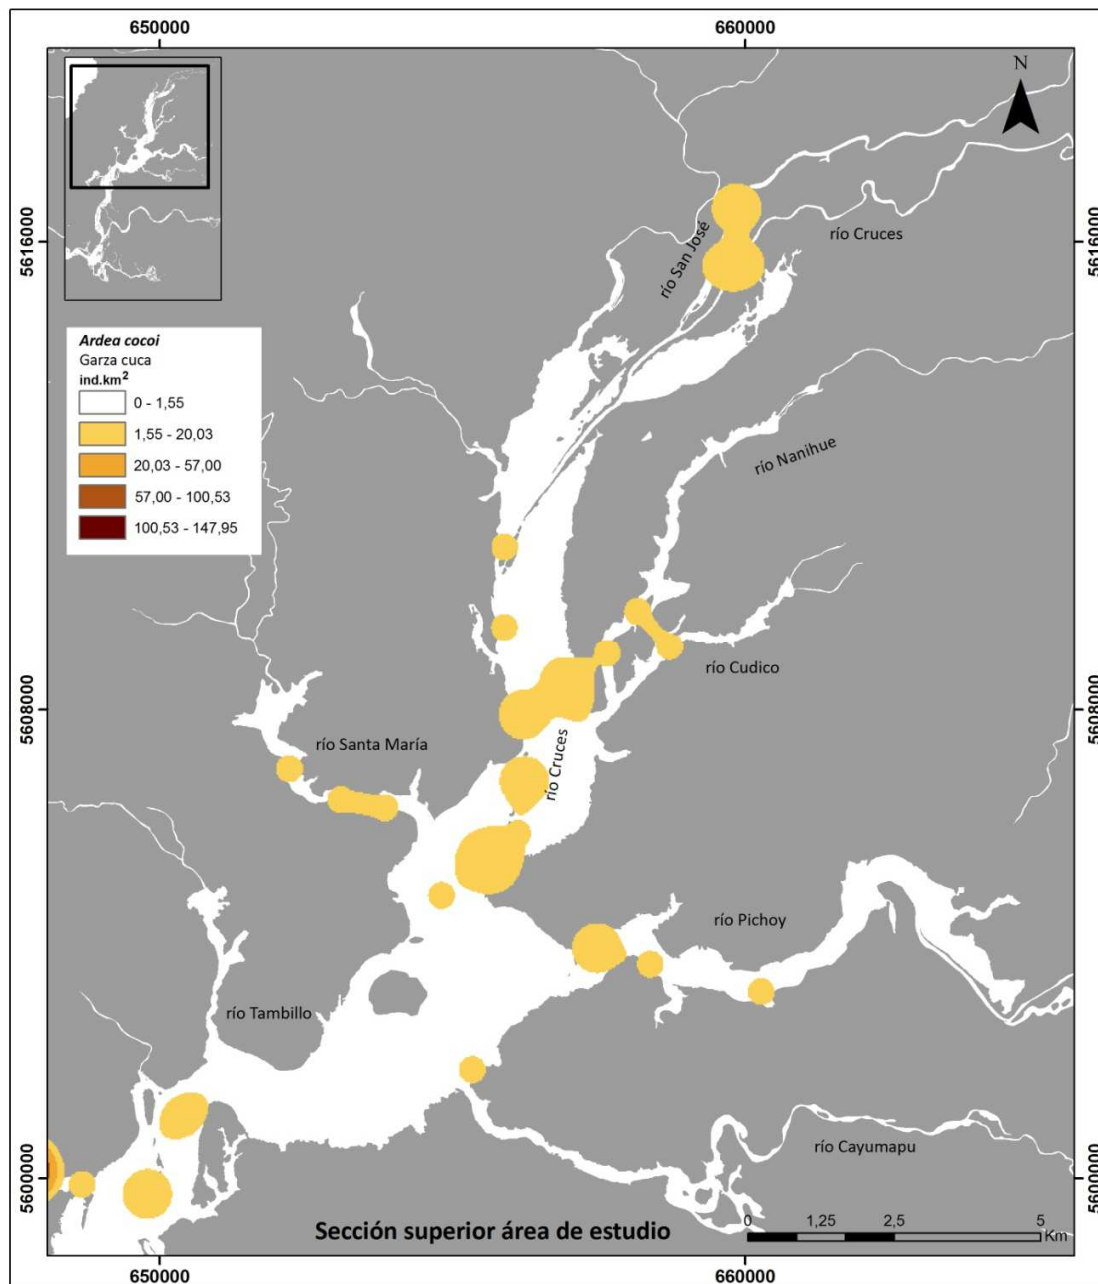 650000
660000
N
5616000
5616000
río San José
río Cruces
Ardea cocoi
Garza cuca
ind.km²
0 - 1,55
1,55 - 20,03
20,03 - 57,00
57,00 - 100,53
100,53 - 147,95
río Nanihue
río Cudico
5608000
5608000
río Santa María
río Cruces
río Pichoy
río Tambillo
río Cayumapu
5600000
5600000
Sección superior área de estudio
0 1,25 2,5 5
Km
650000
660000